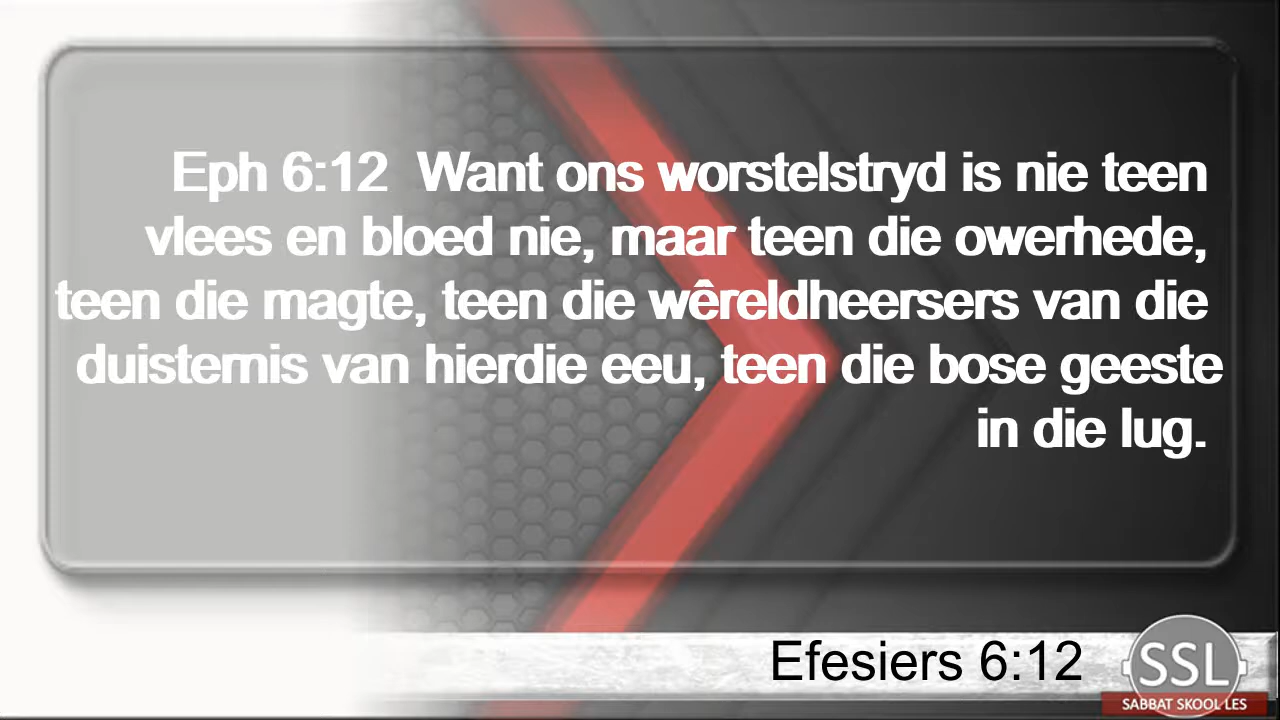 Eph 6:12  Want ons worstelstryd is nie teen
vlees en bloed nie, maar teen die owerhede,
teen die magte, teen die wêreldheersers van die
duisternis van hierdie eeu, teen die bose geeste
in die lug.
Efesiers 6:12
SSL
SABBAT SKOOL LES